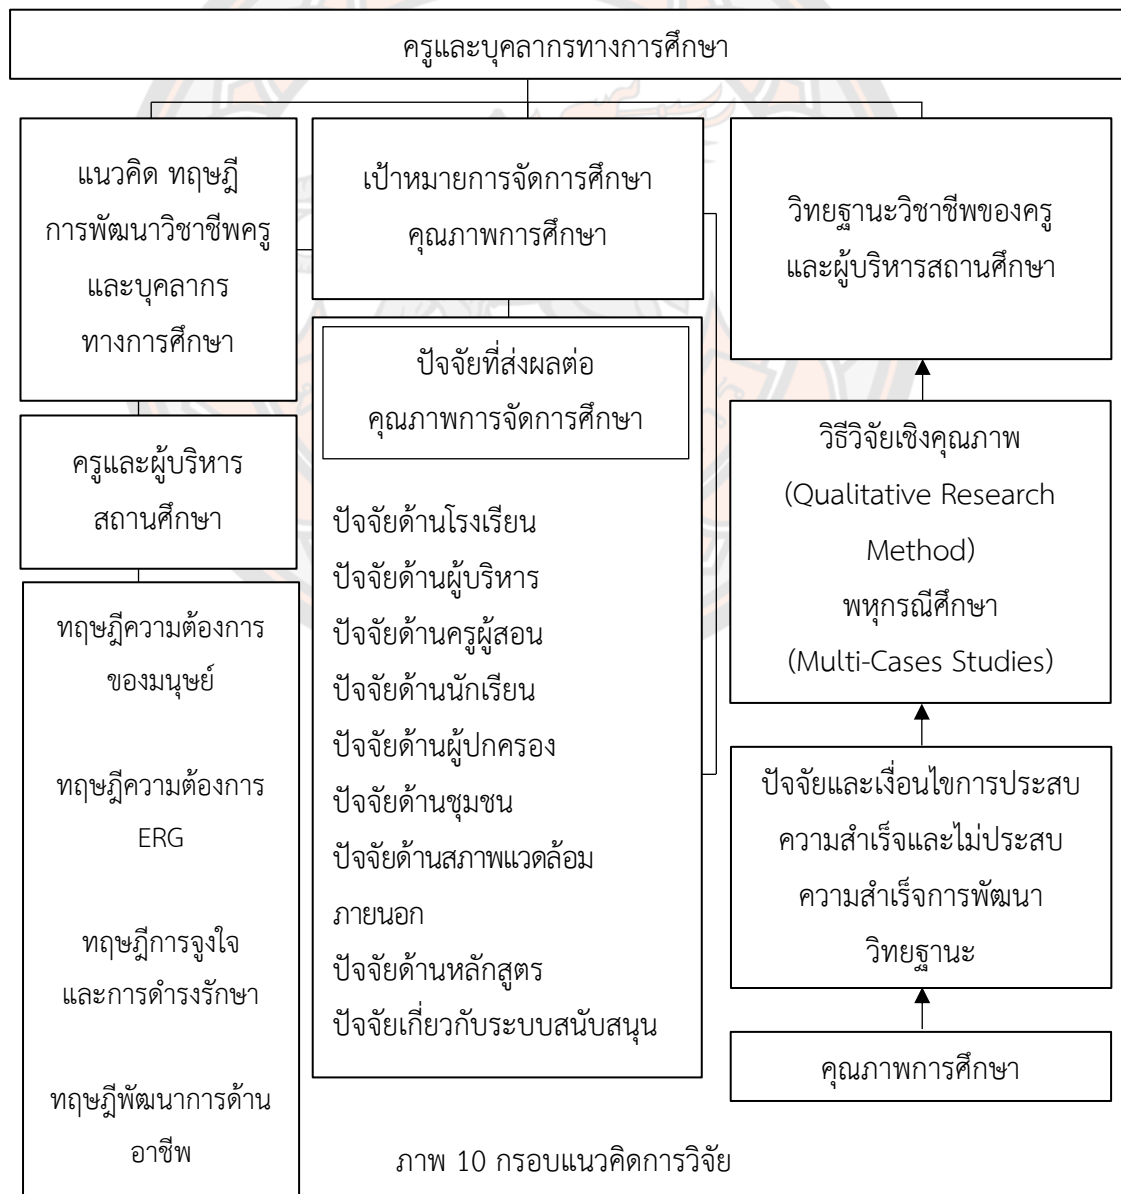 ครูและบุคลากรทางการศึกษา
แนวคิด ทฤษฎี
การพัฒนาวิชาชีพครู
และบุคลากร
ทางการศึกษา
ครูและผู้บริหาร
สถานศึกษา
ทฤษฎีความต้องการ
ของมนุษย์
ทฤษฎีความต้องการ
ERG
ทฤษฎีการจูงใจ
และการดำรงรักษา
ทฤษฎีพัฒนาการด้าน
อาชีพ
เป้าหมายการจัดการศึกษา
คุณภาพการศึกษา
ปัจจัยที่ส่งผลต่อ
คุณภาพการจัดการศึกษา
ปัจจัยด้านโรงเรียน
ปัจจัยด้านผู้บริหาร
ปัจจัยด้านครูผู้สอน
ปัจจัยด้านนักเรียน
ปัจจัยด้านผู้ปกครอง
ปัจจัยด้านชุมชน
ปัจจัยด้านสภาพแวดล้อม
ภายนอก
ปัจจัยด้านหลักสูตร
ปัจจัยเกี่ยวกับระบบสนับสนุน
วิทยฐานะวิชาชีพของครู
และผู้บริหารสถานศึกษา
วิธีวิจัยเชิงคุณภาพ
(Qualitative Research
Method)
พหุกรณีศึกษา
(Multi-Cases Studies)
ปัจจัยและเงื่อนไขการประสบ
ความสำเร็จและไม่ประสบ
ความสำเร็จการพัฒนา
วิทยฐานะ
คุณภาพการศึกษา
ภาพ 10 กรอบแนวคิดการวิจัย